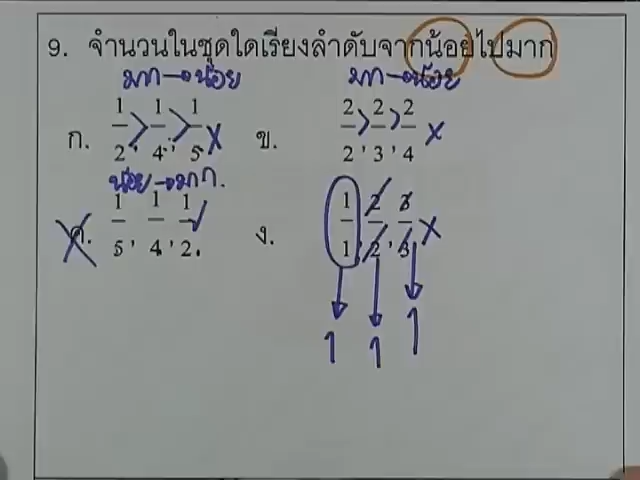 9. จำนวนในชุดใดเรียงลำดับจากน้อยไปมาก
มาก→น้อย มาก→น้อย
ก. 1/2 > , 1/4 > , 1/5 x ข. 2/2 > , 2/3 > , 2/4 x
น้อย→มาก
ค. 1/5 , 1/4 , 1/2 ✓ ง. 1/1 , 2/2 , 3/3 x
1 1 1